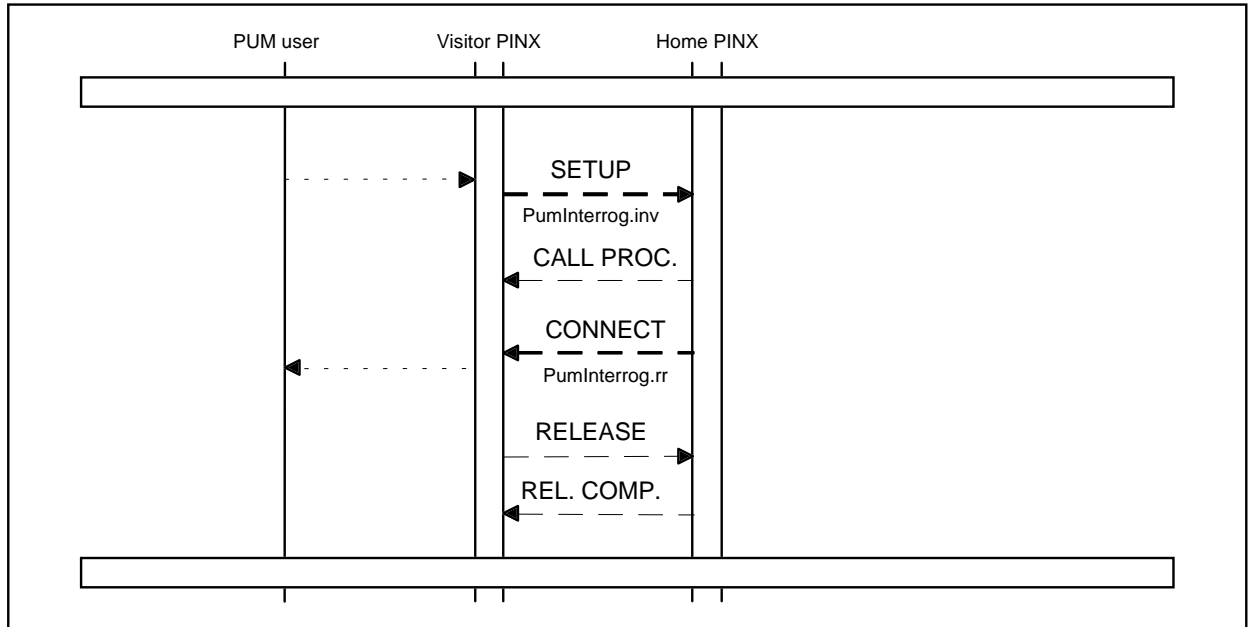 PUM user Visitor PINX Home PINX
SETUP
PumInterrog.inv
CALL PROC.
CONNECT
PumInterrog.rr
RELEASE
REL. COMP.